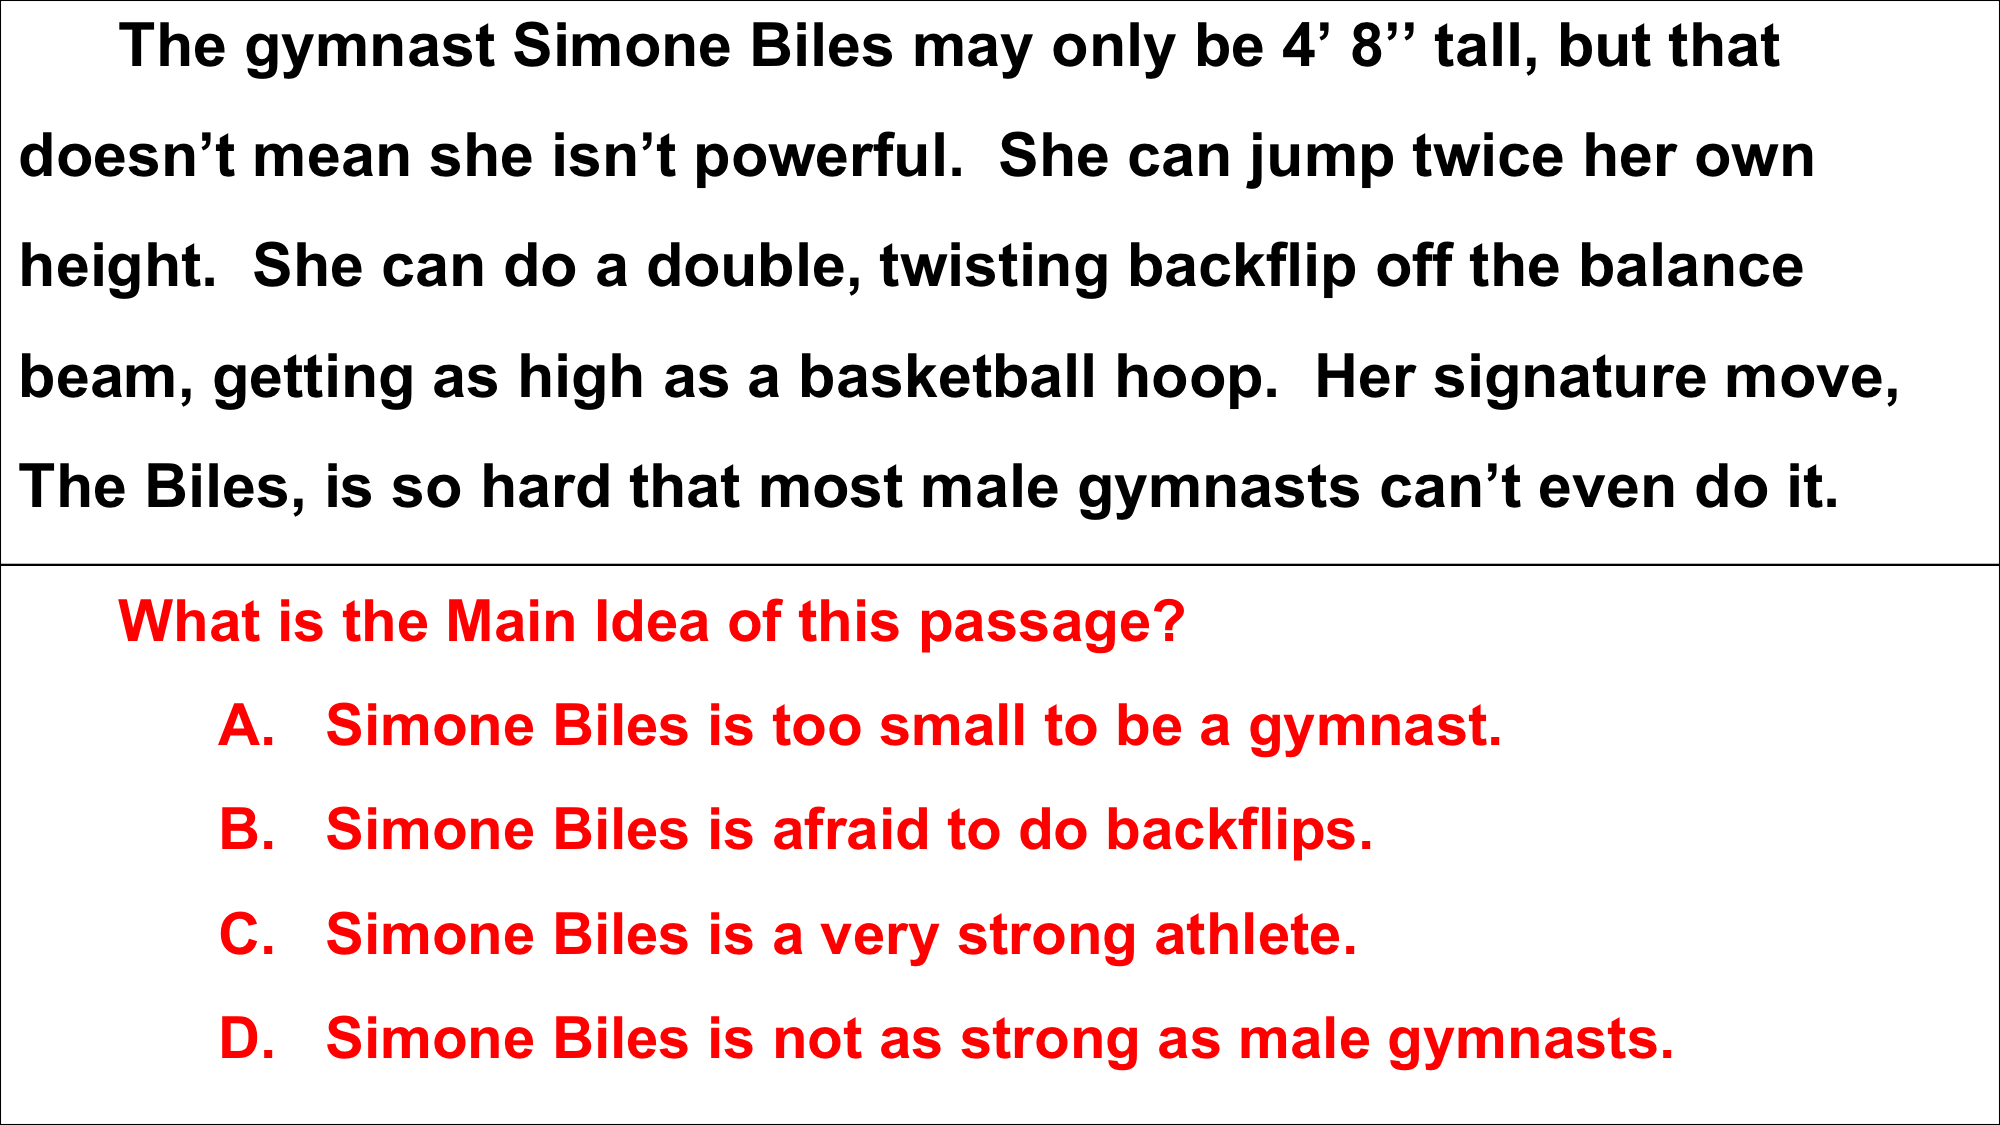 The gymnast Simone Biles may only be 4’ 8’’ tall, but that
doesn’t mean she isn’t powerful.  She can jump twice her own
height.  She can do a double, twisting backflip off the balance
beam, getting as high as a basketball hoop.  Her signature move,
The Biles, is so hard that most male gymnasts can’t even do it.
What is the Main Idea of this passage?
A. Simone Biles is too small to be a gymnast.
B. Simone Biles is afraid to do backflips.
C. Simone Biles is a very strong athlete.
D. Simone Biles is not as strong as male gymnasts.